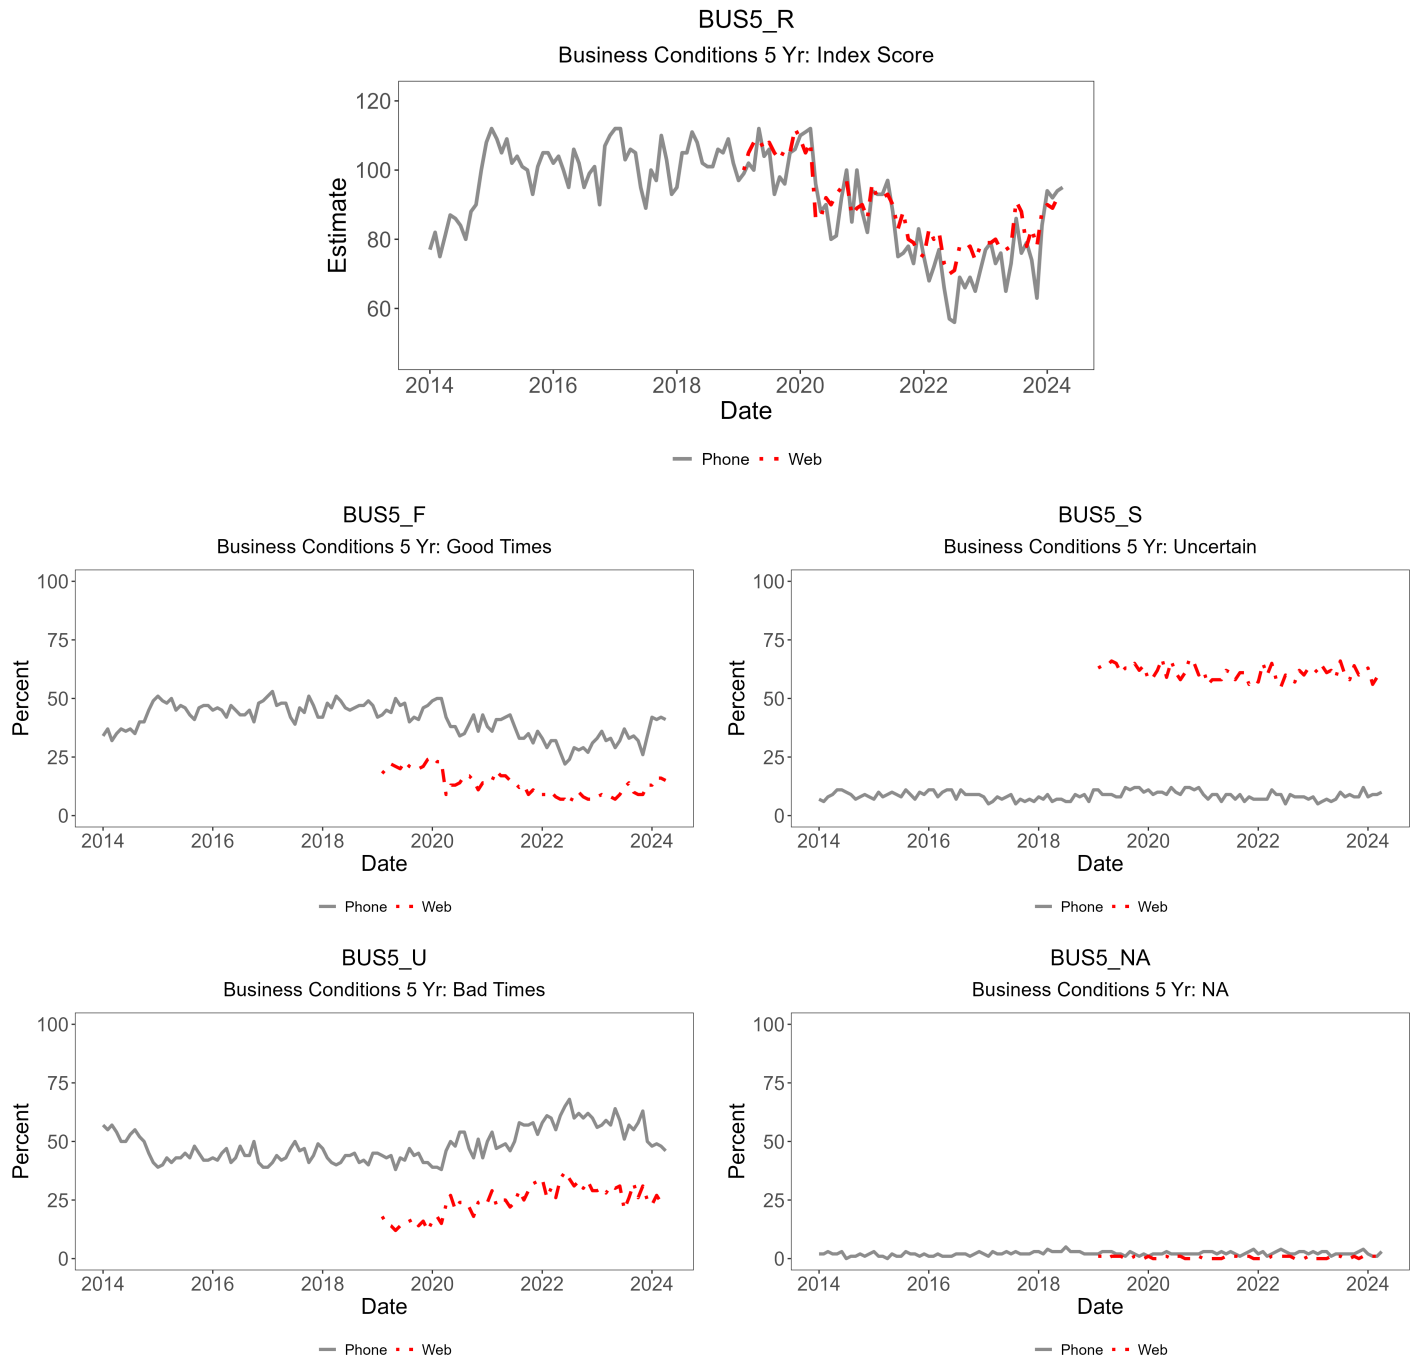 BUS5_R
Business Conditions 5 Yr: Index Score
120
100
80
60
Estimate
2014 2016 2018 2020 2022 2024
Date
Phone Web
BUS5_F
Business Conditions 5 Yr: Good Times
100
75
50
25
0
Percent
2014 2016 2018 2020 2022 2024
Date
Phone Web
BUS5_S
Business Conditions 5 Yr: Uncertain
100
75
50
25
0
Percent
2014 2016 2018 2020 2022 2024
Date
Phone Web
BUS5_U
Business Conditions 5 Yr: Bad Times
100
75
50
25
0
Percent
2014 2016 2018 2020 2022 2024
Date
Phone Web
BUS5_NA
Business Conditions 5 Yr: NA
100
75
50
25
0
Percent
2014 2016 2018 2020 2022 2024
Date
Phone Web